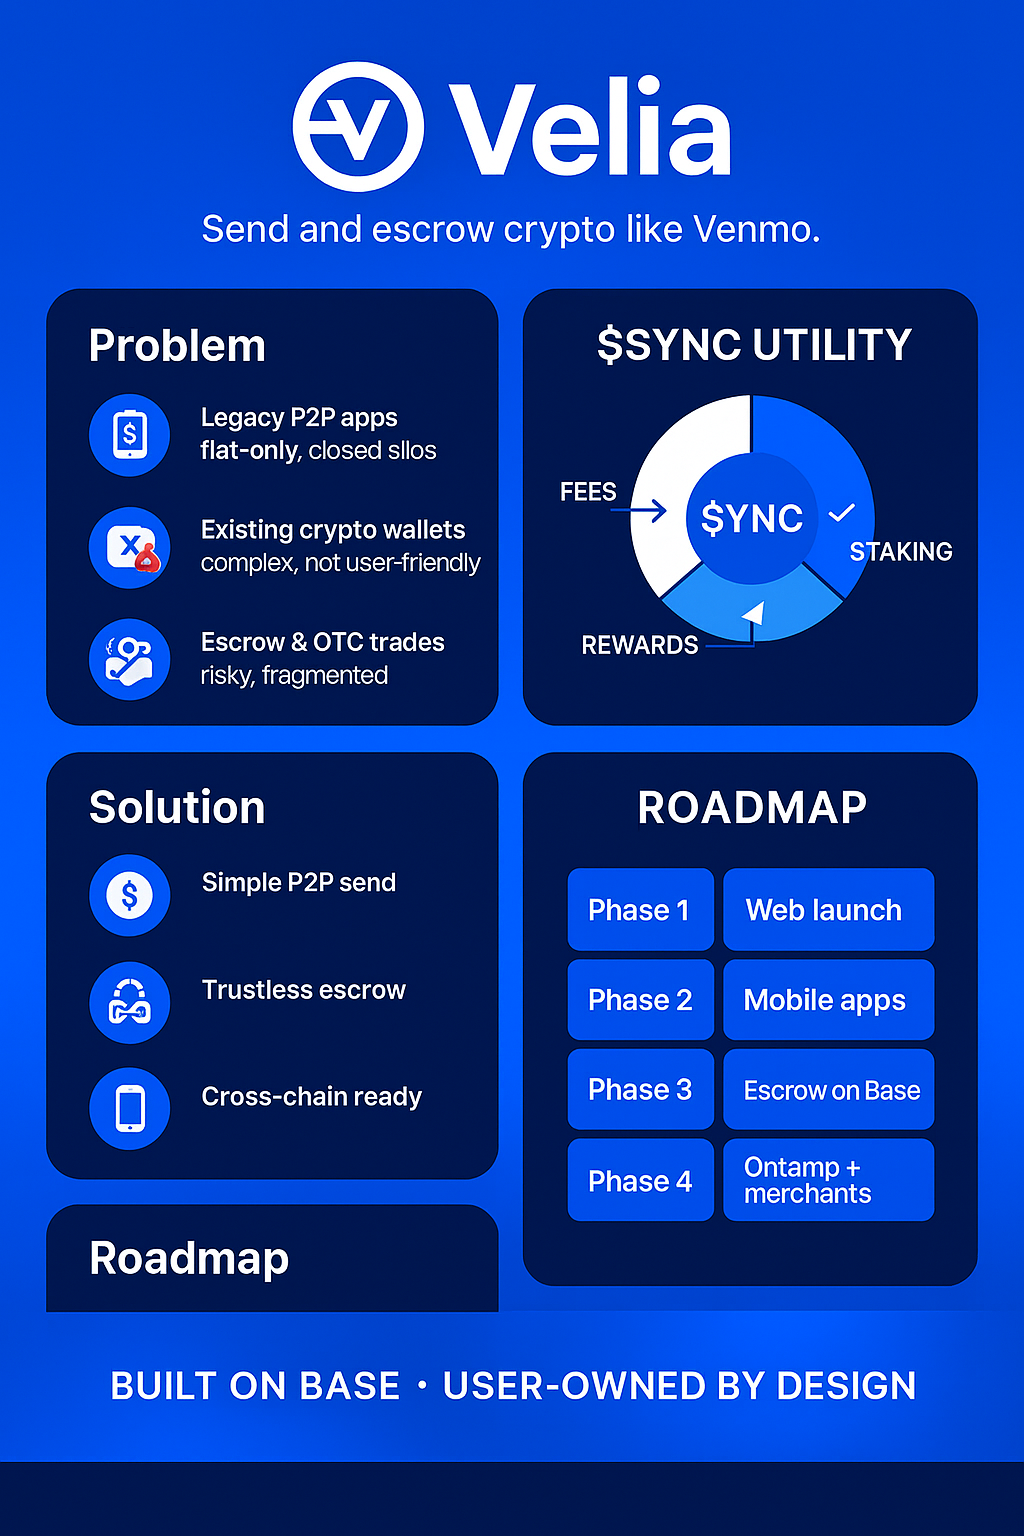 Velia
Send and escrow crypto like Venmo.
Problem
Legacy P2P apps
flat-only, closed sllos
Existing crypto wallets
complex, not user-friendly
Escrow & OTC trades
risky, fragmented
$SYNC UTILITY
FEES
$YNC
STAKING
REWARDS
Solution
Simple P2P send
Trustless escrow
Cross-chain ready
ROADMAP
Phase 1 Web launch
Phase 2 Mobile apps
Phase 3 Escrow on Base
Phase 4 Ontamp +
merchants
Roadmap
BUILT ON BASE · USER-OWNED BY DESIGN